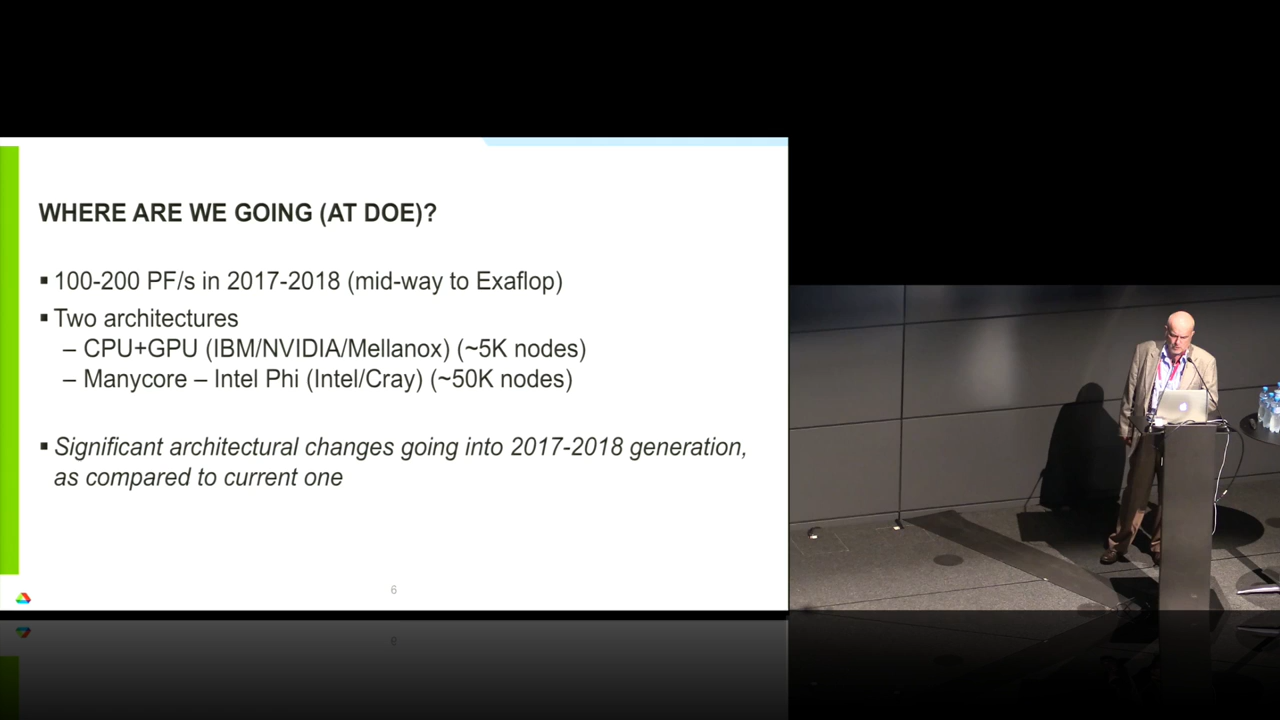 WHERE ARE WE GOING (AT DOE)?
▪ 100-200 PF/s in 2017-2018 (mid-way to Exaflop)
▪ Two architectures
– CPU+GPU (IBM/NVIDIA/Mellanox) (~5K nodes)
– Manycore – Intel Phi (Intel/Cray) (~50K nodes)
▪ Significant architectural changes going into 2017-2018 generation,
as compared to current one
6